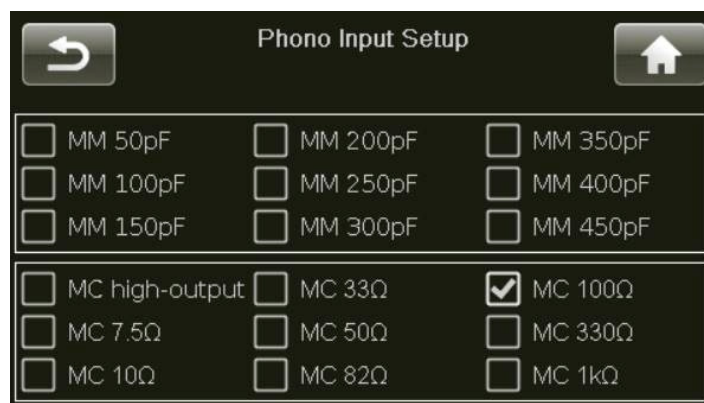 Phono Input Setup
MM 50pF MM 200pF MM 350pF
MM 100pF MM 250pF MM 400pF
MM 150pF MM 300pF MM 450pF
MC high-output MC 33Ω MC 100Ω
MC 7.5Ω MC 50Ω MC 330Ω
MC 10Ω MC 82Ω MC 1kΩ